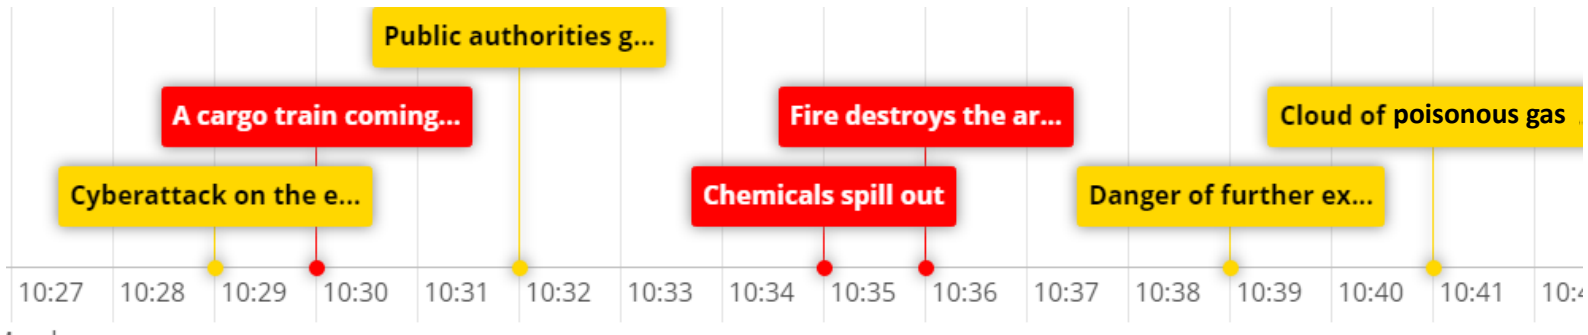 Public authorities g...
A cargo train coming...
Fire destroys the ar...
Cloud of poisonous gas
Cyberattack on the e...
Chemicals spill out
Danger of further ex...
10:27 10:28 10:29 10:30 10:31 10:32 10:33 10:34 10:35 10:36 10:37 10:38 10:39 10:40 10:41